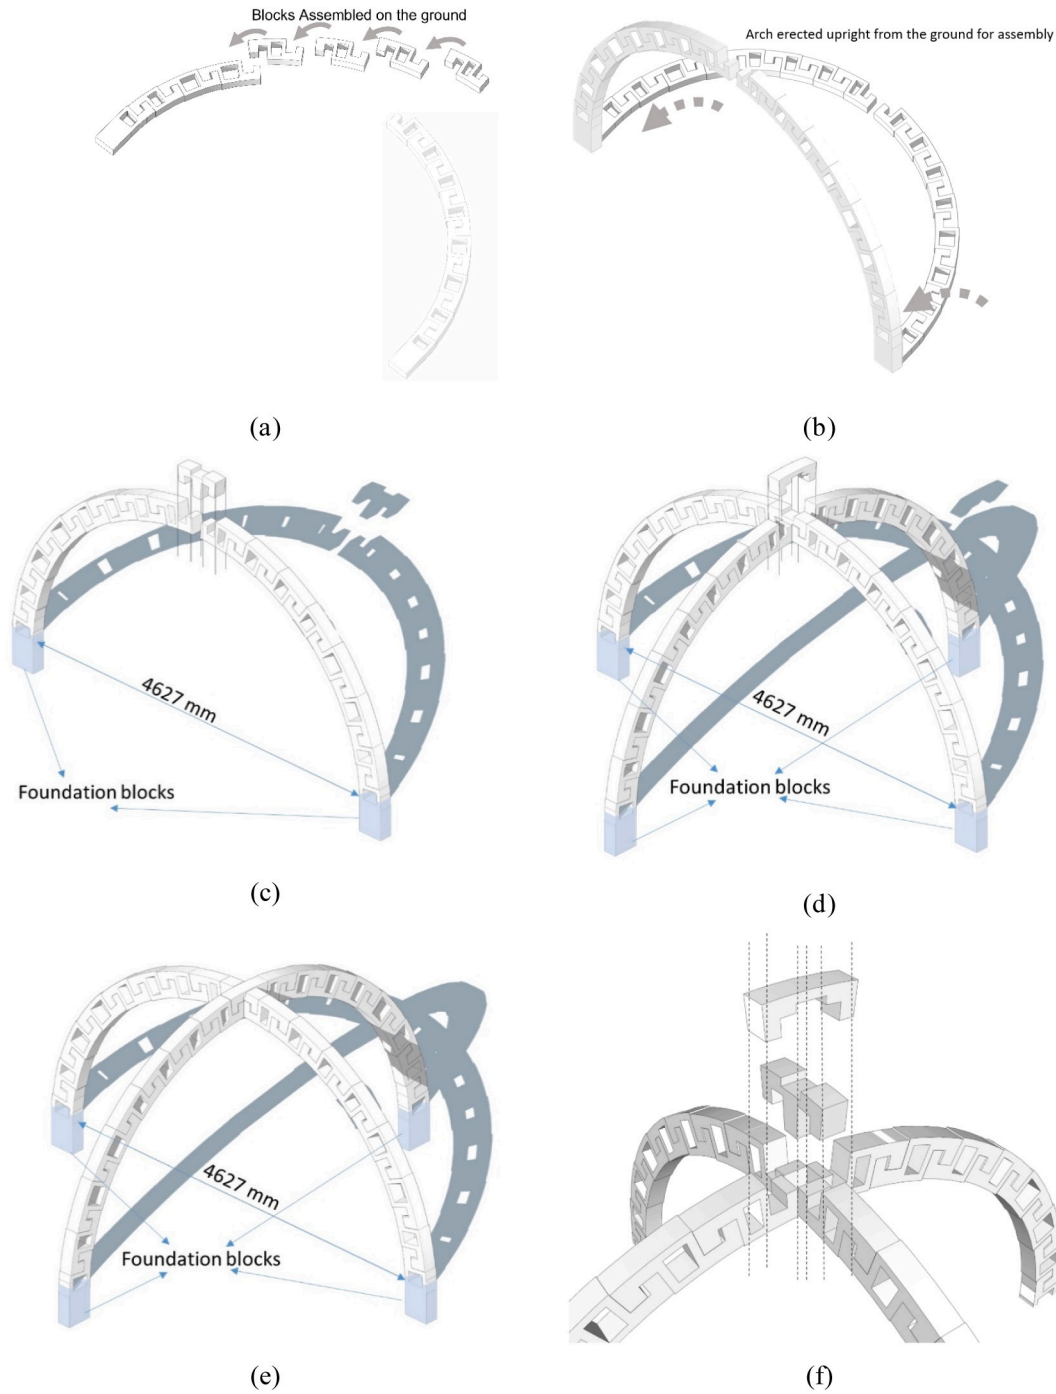 Blocks Assembled on the ground
Arch erected upright from the ground for assembly
(a)
(b)
4627 mm
Foundation blocks
(c)
4627 mm
Foundation blocks
(d)
4627 mm
Foundation blocks
(e)
(f)